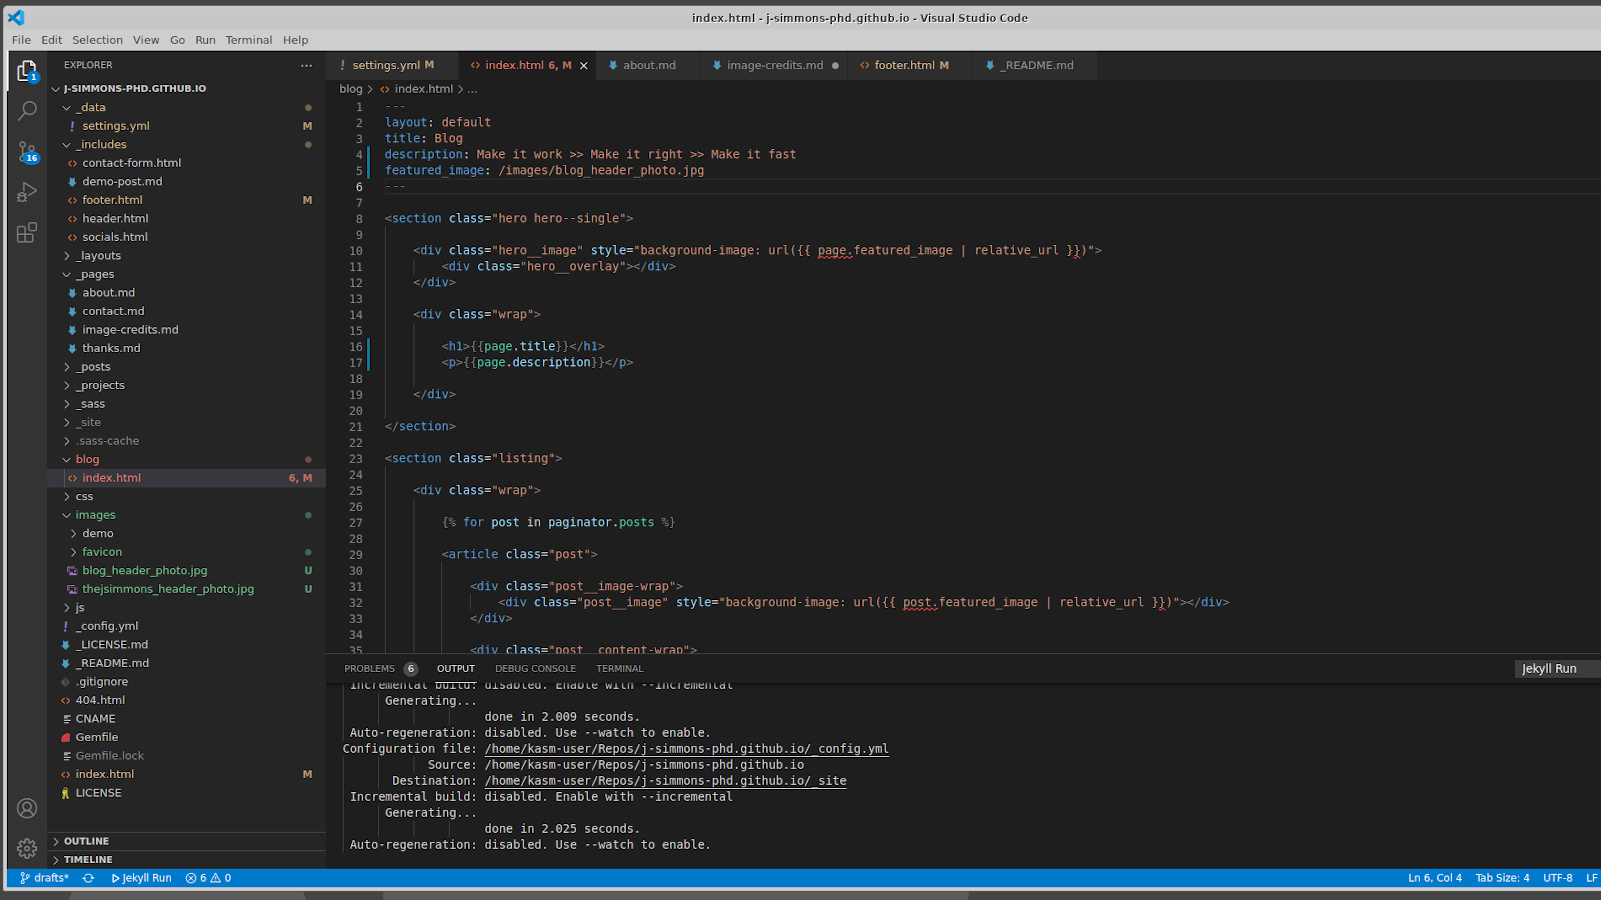 index.html - j-simmons-phd.github.io - Visual Studio Code
File Edit Selection View Go Run Terminal Help
EXPLORER ...
settings.yml M
index.html 6, M
about.md
image-credits.md
footer.html M
_README.md
1
16
J-SIMMONS-PHD.GITHUB.IO
_data
settings.yml M
_includes
contact-form.html
demo-post.md
footer.html M
header.html
socials.html
_layouts
_pages
about.md
contact.md
image-credits.md
thanks.md
_posts
_projects
_sass
_site
.sass-cache
blog
index.html 6, M
css
images
demo
favicon
blog_header_photo.jpg U
thejsimmons_header_photo.jpg U
js
_config.yml
_LICENSE.md
_README.md
.gitignore
404.html
CNAME
Gemfile
Gemfile.lock
index.html M
LICENSE
OUTLINE
TIMELINE
blog > index.html > ...
1 ---
2 layout: default
3 title: Blog
4 description: Make it work >> Make it right >> Make it fast
5 featured_image: /images/blog_header_photo.jpg
6 ---
7
8 <section class="hero hero--single">
9
10 <div class="hero__image" style="background-image: url({{ page.featured_image | relative_url }})">
11 <div class="hero__overlay"></div>
12 </div>
13
14 <div class="wrap">
15
16 <h1>{{page.title}}</h1>
17 <p>{{page.description}}</p>
18
19 </div>
20
21 </section>
22
23 <section class="listing">
24
25 <div class="wrap">
26
27 {% for post in paginator.posts %}
28
29 <article class="post">
30
31 <div class="post__image-wrap">
32 <div class="post__image" style="background-image: url({{ post.featured_image | relative_url }})"></div>
33 </div>
34
35 <div class="post__content-wrap">
PROBLEMS 6 OUTPUT DEBUG CONSOLE TERMINAL Jekyll Run
Incremental build: disabled. Enable with --incremental
Generating...
done in 2.009 seconds.
Auto-regeneration: disabled. Use --watch to enable.
Configuration file: /home/kasm-user/Repos/j-simmons-phd.github.io/_config.yml
Source: /home/kasm-user/Repos/j-simmons-phd.github.io
Destination: /home/kasm-user/Repos/j-simmons-phd.github.io/_site
Incremental build: disabled. Enable with --incremental
Generating...
done in 2.025 seconds.
Auto-regeneration: disabled. Use --watch to enable.
drafts* Jekyll Run 6 0 Ln 6, Col 4 Tab Size: 4 UTF-8 LF